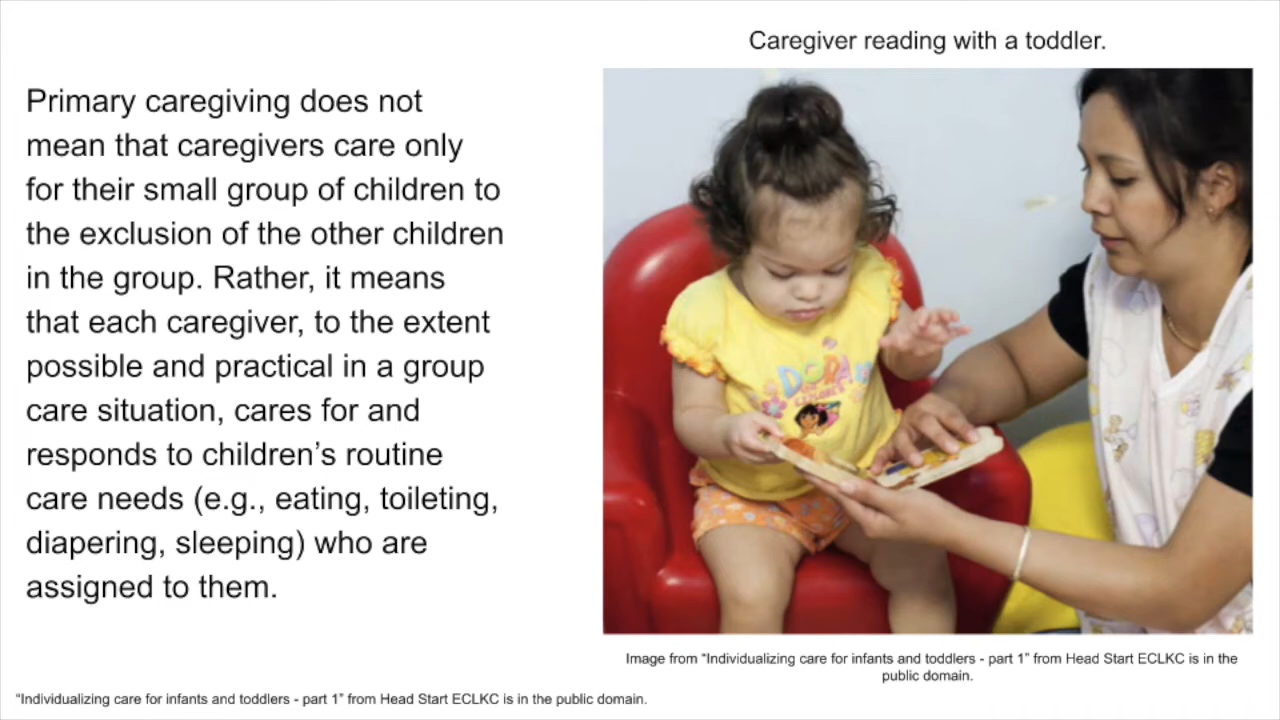 Caregiver reading with a toddler.
Primary caregiving does not
mean that caregivers care only
for their small group of children to
the exclusion of the other children
in the group. Rather, it means
that each caregiver, to the extent
possible and practical in a group
care situation, cares for and
responds to children’s routine
care needs (e.g., eating, toileting,
diapering, sleeping) who are
assigned to them.
DORA
Image from “Individualizing care for infants and toddlers - part 1” from Head Start ECLKC is in the
public domain.
“Individualizing care for infants and toddlers - part 1” from Head Start ECLKC is in the public domain.